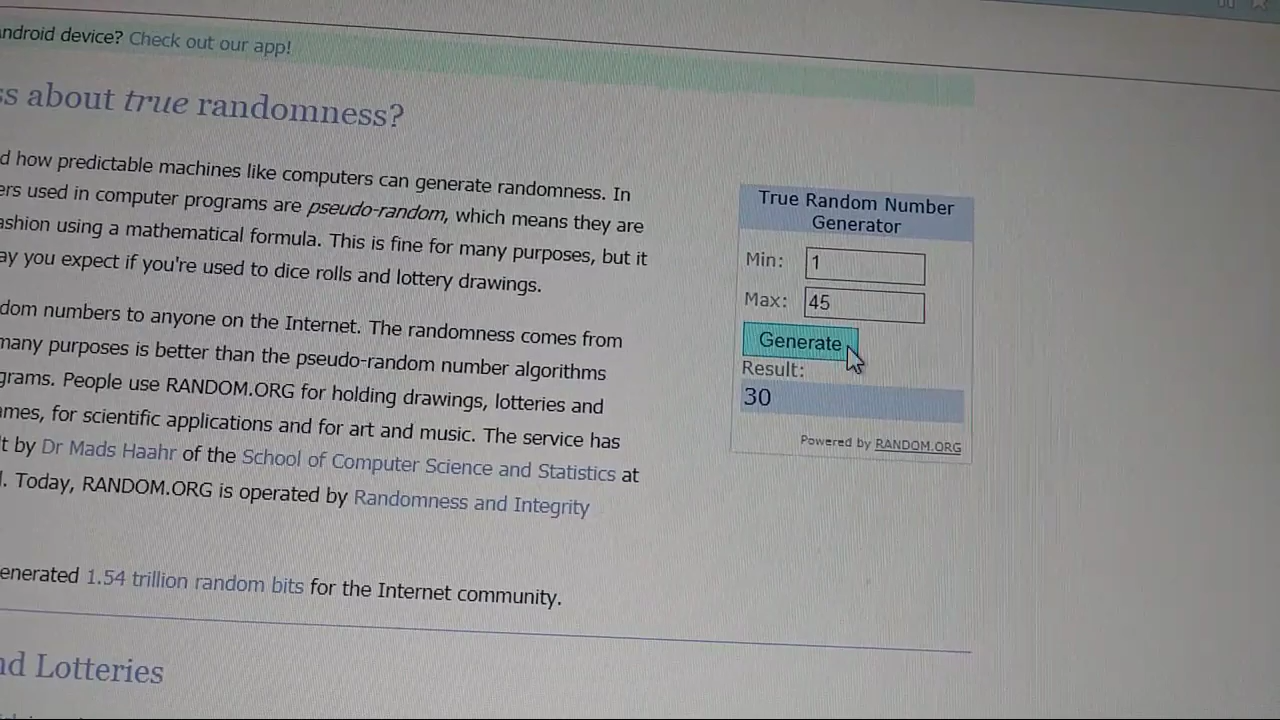 ndroid device? Check out our app!
ss about true randomness?
d how predictable machines like computers can generate randomness. In
ers used in computer programs are pseudo-random, which means they are
ashion using a mathematical formula. This is fine for many purposes, but it
ay you expect if you're used to dice rolls and lottery drawings.
dom numbers to anyone on the Internet. The randomness comes from
many purposes is better than the pseudo-random number algorithms
grams. People use RANDOM.ORG for holding drawings, lotteries and
ames, for scientific applications and for art and music. The service has
t by Dr Mads Haahr of the School of Computer Science and Statistics at
. Today, RANDOM.ORG is operated by Randomness and Integrity
enerated 1.54 trillion random bits for the Internet community.
nd Lotteries
True Random Number
Generator
Min: 1
Max: 45
Generate
Result:
30
Powered by RANDOM.ORG